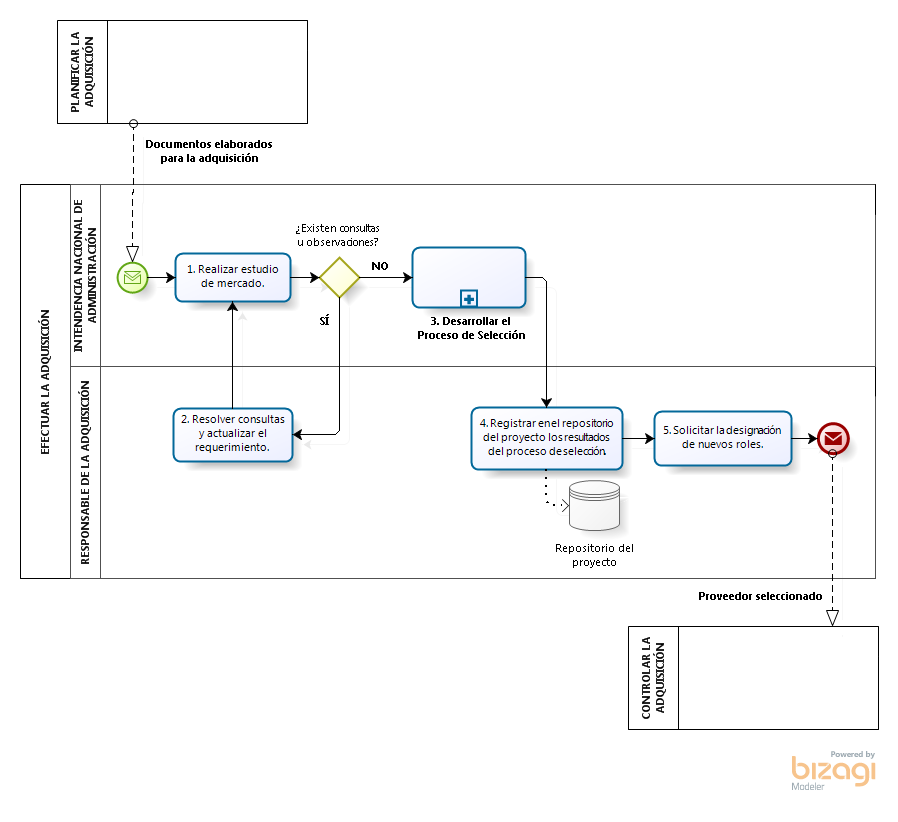 PLANIFICAR LA
ADQUISICIÓN
Documentos elaborados
para la adquisición
EFECTUAR LA ADQUISICIÓN
INTENDENCIA NACIONAL DE
ADMINISTRACIÓN
¿Existen consultas
u observaciones?
1. Realizar estudio
de mercado.
NO
SÍ
3. Desarrollar el
Proceso de Selección
RESPONSABLE DE LA ADQUISICIÓN
2. Resolver consultas
y actualizar el
requerimiento.
4. Registrar en el repositorio
del proyecto los resultados
del proceso de selección.
5. Solicitar la designación
de nuevos roles.
Repositorio del
proyecto
Proveedor seleccionado
CONTROLAR LA
ADQUISICIÓN
Powered by
bizagi
Modeler